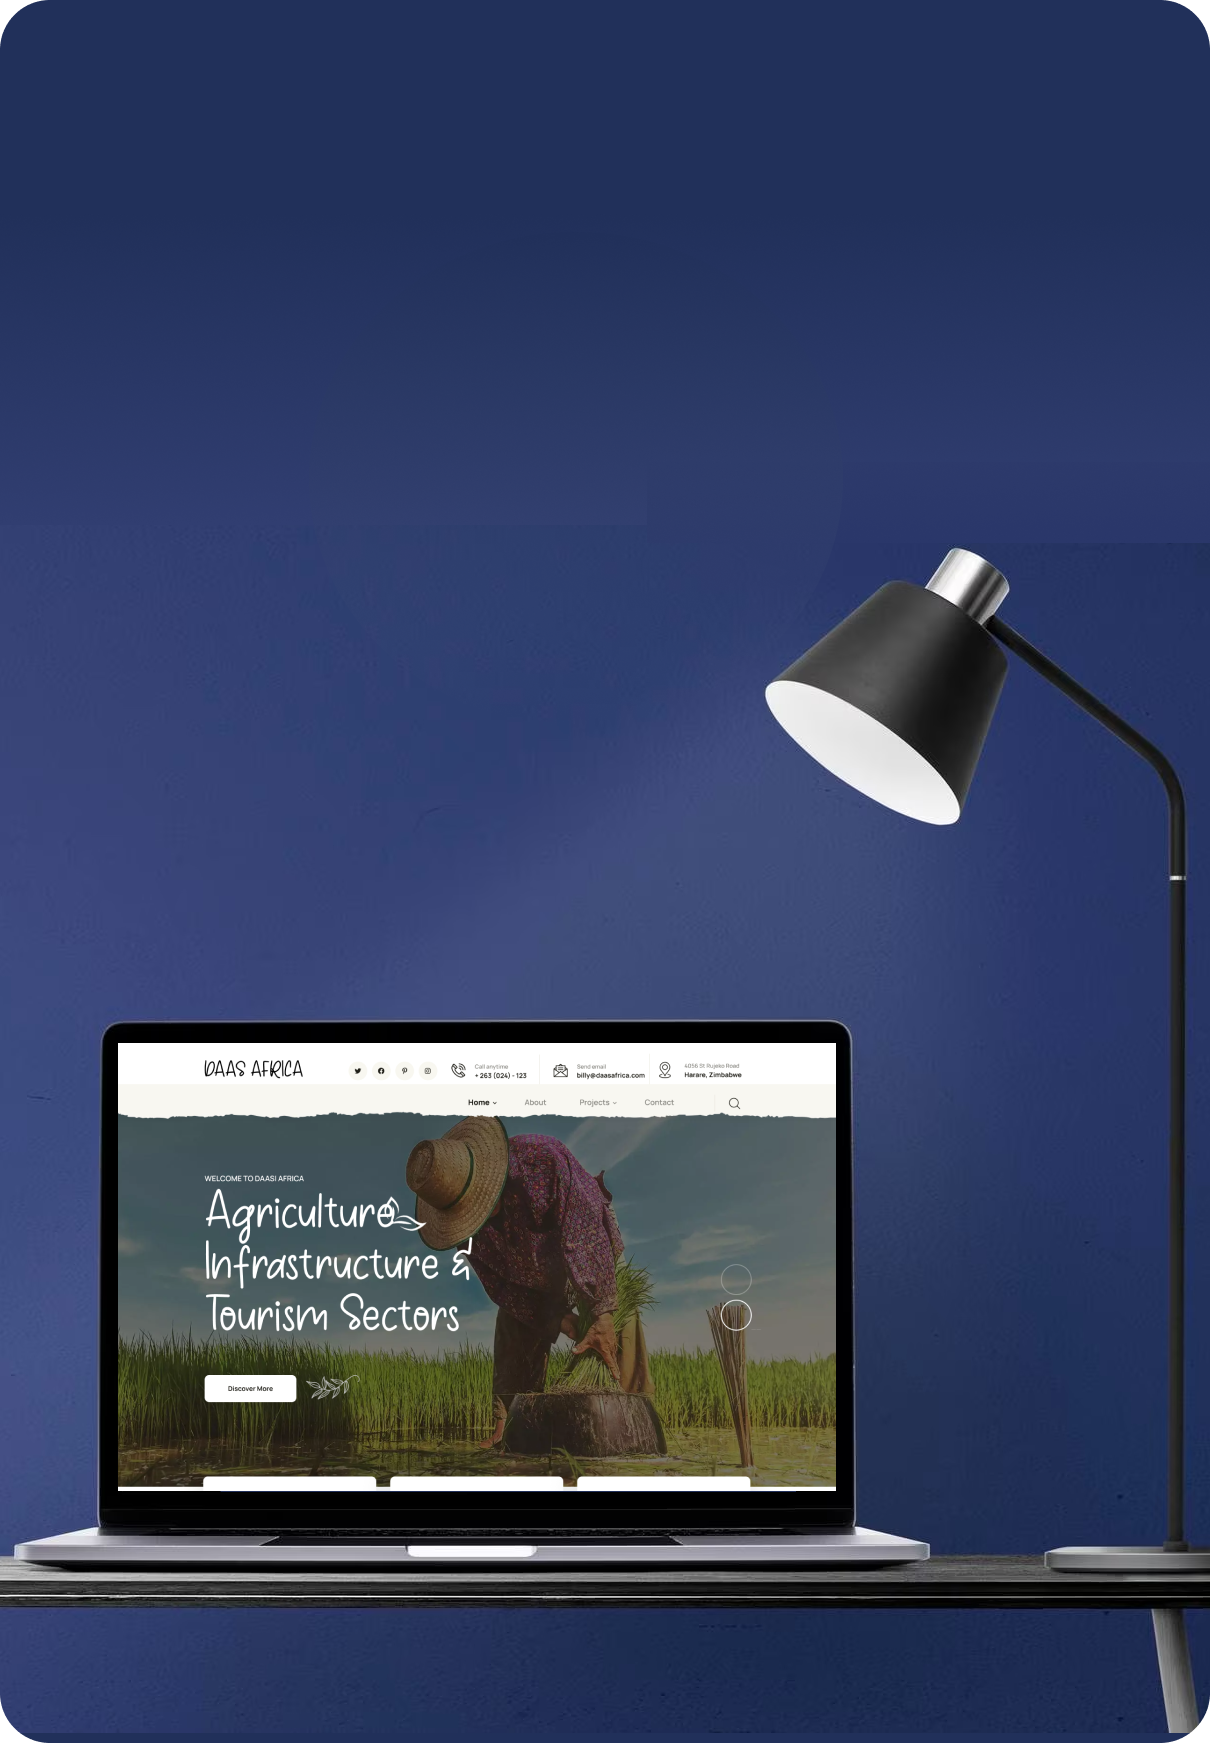 DAAS AFRICA
Call anytime
+ 263 (024) - 123
Send email
billy@daasafrica.com
4056 St Rujeko Road
Harare, Zimbabwe
Home
About
Projects
Contact
WELCOME TO DAASI AFRICA
Agriculture
Infrastructure &
Tourism Sectors
Discover More